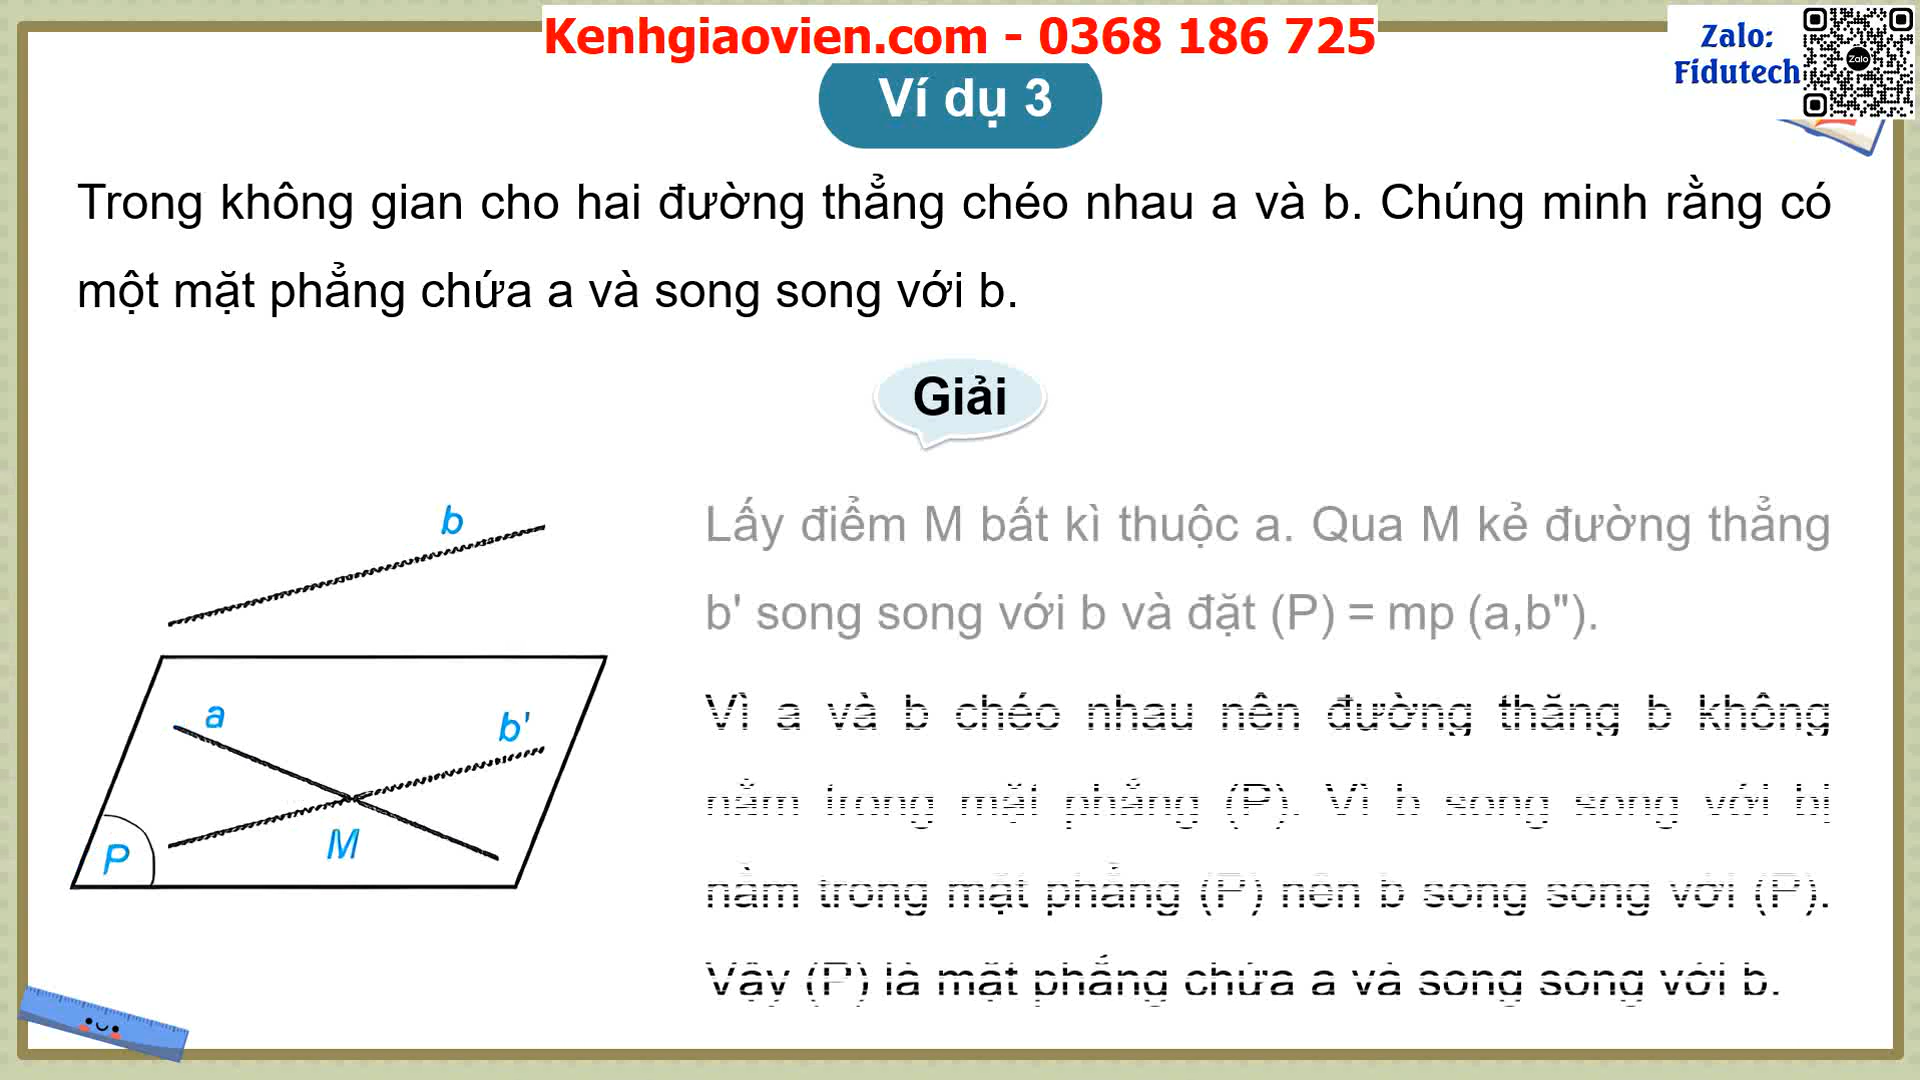 Kenhgiaovien.com - 0368 186 725
Zalo:
Fidutech
Zalo
Ví dụ 3
Trong không gian cho hai đường thẳng chéo nhau a và b. Chúng minh rằng có
một mặt phẳng chứa a và song song với b.
Giải
b
a
b'
M
P
Lấy điểm M bất kì thuộc a. Qua M kẻ đường thẳng
b' song song với b và đặt (P) = mp (a,b").
Vì a và b chéo nhau nên đường thẳng b không
nằm trong mặt phẳng (P). Vì b song song với
nằm trong mặt phẳng (P) nên b song song với (P).
Vậy (P) là mặt phẳng chứa a và song song với b.